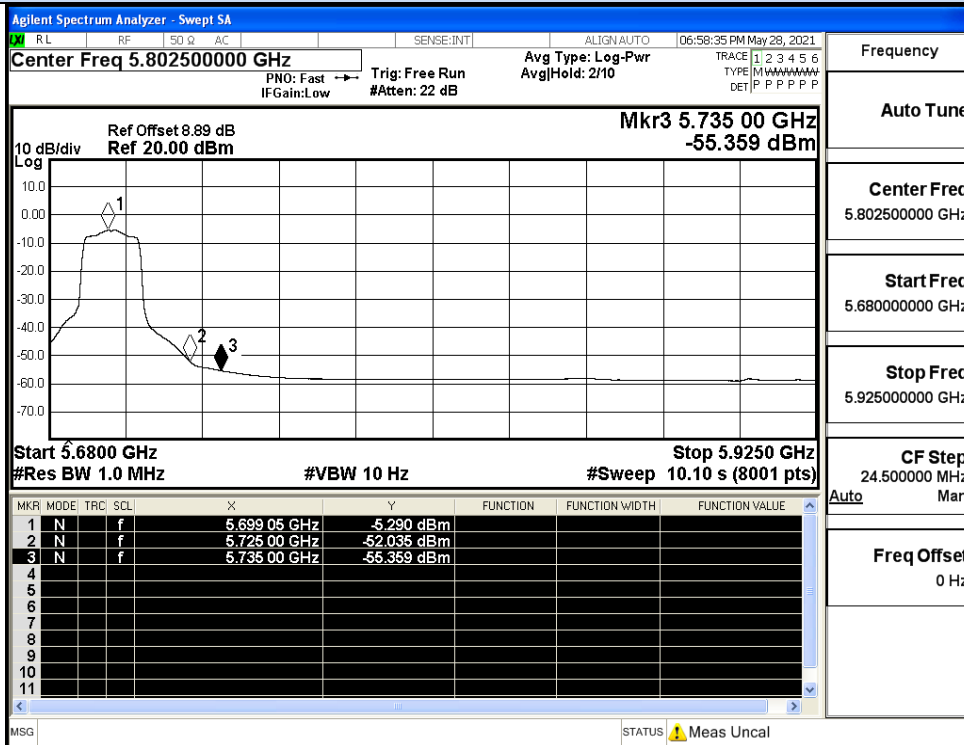 Agilent Spectrum Analyzer - Swept SA
LXI RL RF 50 Ω AC SENSE:INT ALIGN AUTO 06:58:35 PM May 28, 2021
Center Freq 5.802500000 GHz
PNO: Fast
IFGain:Low
Trig: Free Run
#Atten: 22 dB
Avg Type: Log-Pwr
Avg|Hold: 2/10
TRACE 1 2 3 4 5 6
TYPE M WWWWW
DET P P P P P P
Ref Offset 8.89 dB
10 dB/div Ref 20.00 dBm
Log
Mkr3 5.735 00 GHz
-55.359 dBm
10.0
0.00
-10.0
-20.0
-30.0
-40.0
-50.0
-60.0
-70.0
1
2
3
Start 5.6800 GHz Stop 5.9250 GHz
#Res BW 1.0 MHz #VBW 10 Hz #Sweep 10.10 s (8001 pts)
MKR MODE TRC SCL X Y FUNCTION FUNCTION WIDTH FUNCTION VALUE
1 N f 5.699 05 GHz -5.290 dBm
2 N f 5.725 00 GHz -52.035 dBm
3 N f 5.735 00 GHz -55.359 dBm
4
5
6
7
8
9
10
11
MSG STATUS Meas Uncal
Frequency
Auto Tune
Center Freq
5.802500000 GHz
Start Freq
5.680000000 GHz
Stop Freq
5.925000000 GHz
CF Step
24.500000 MHz
Auto Man
Freq Offset
0 Hz